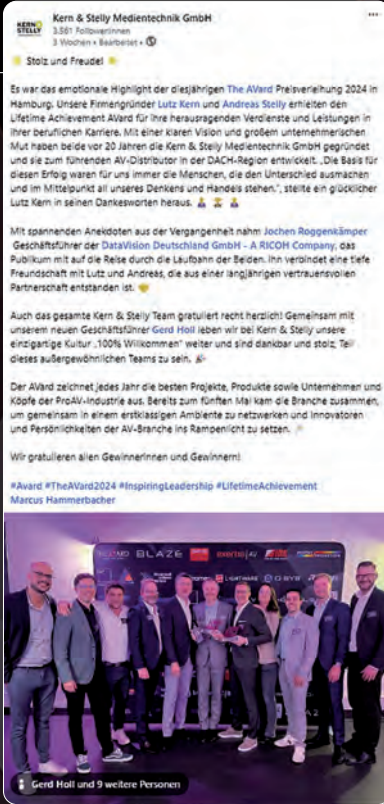 KERN
STELLY
Kern & Stelly Medientechnik GmbH
3.561 Follower:innen
3 Wochen • Bearbeitet •
Stolz und Freude!
Es war das emotionale Highlight der diesjährigen The AVard Preisverleihung 2024 in
Hamburg. Unsere Firmengründer Lutz Kern und Andreas Stelly erhielten den
Lifetime Achievement AVard für ihre herausragenden Verdienste und Leistungen in
ihrer beruflichen Karriere. Mit einer klaren Vision und großem unternehmerischen
Mut haben beide vor 20 Jahren die Kern & Stelly Medientechnik GmbH gegründet
und sie zum führenden AV-Distributor in der DACH-Region entwickelt. „Die Basis für
diesen Erfolg waren für uns immer die Menschen, die den Unterschied ausmachen
und im Mittelpunkt all unseres Denkens und Handels stehen.", stellte ein glücklicher
Lutz Kern in seinen Dankesworten heraus.
Mit spannenden Anekdoten aus der Vergangenheit nahm Jochen Roggenkämper
Geschäftsführer der DataVision Deutschland GmbH - A RICOH Company, das
Publikum mit auf die Reise durch die Laufbahn der Beiden. Ihn verbindet eine tiefe
Freundschaft mit Lutz und Andreas, die aus einer langjährigen vertrauensvollen
Partnerschaft entstanden ist.
Auch das gesamte Kern & Stelly Team gratuliert recht herzlich! Gemeinsam mit
unserem neuen Geschäftsführer Gerd Holl leben wir bei Kern & Stelly unsere
einzigartige Kultur „100% Willkommen" weiter und sind dankbar und stolz, Teil
dieses außergewöhnlichen Teams zu sein.
Der AVard zeichnet jedes Jahr die besten Projekte, Produkte sowie Unternehmen und
Köpfe der ProAV-Industrie aus. Bereits zum fünften Mal kam die Branche zusammen,
um gemeinsam in einem erstklassigen Ambiente zu netzwerken und Innovatoren
und Persönlichkeiten der AV-Branche ins Rampenlicht zu setzen.
Wir gratulieren allen Gewinnerinnen und Gewinnern!
#Avard #TheAVard2024 #InspiringLeadership #LifetimeAchievement
Marcus Hammerbacher
BLAZE
LIGHTWARE
Q-SYS
Gerd Holl und 9 weitere Personen